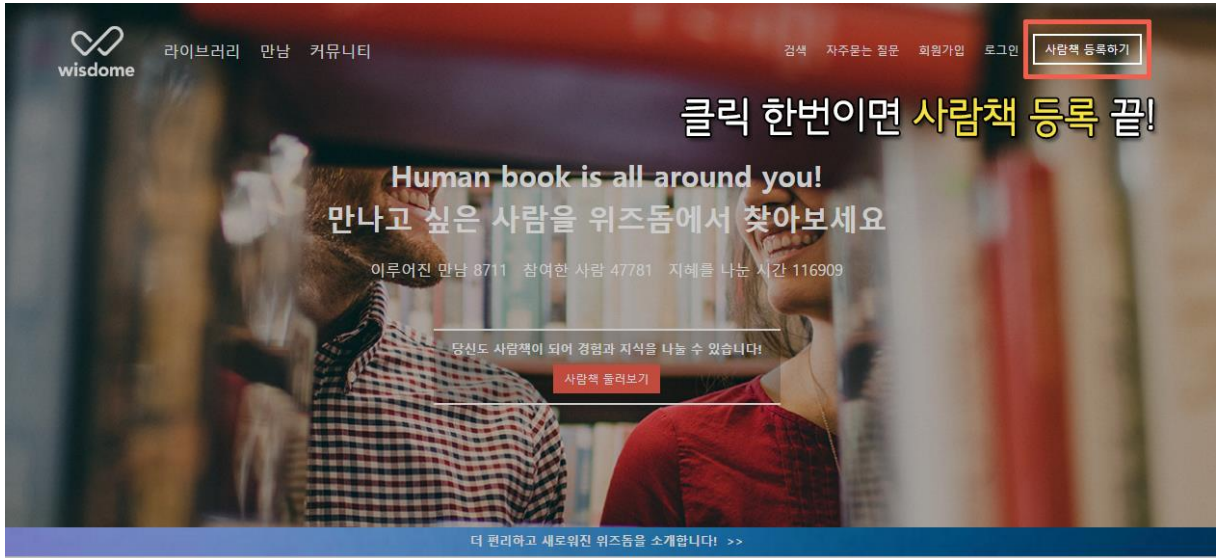 wisdome
라이브러리 만남 커뮤니티
검색 자주묻는 질문 회원가입 로그인 사람책 등록하기
클릭 한번이면 사람책 등록 끝!
Human book is all around you!
만나고 싶은 사람을 위즈돔에서 찾아보세요
이루어진 만남 8711 참여한 사람 47781 지혜를 나눈 시간 116909
당신도 사람책이 되어 경험과 지식을 나눌 수 있습니다!
사람책 둘러보기
더 편리하고 새로워진 위즈돔을 소개합니다! >>